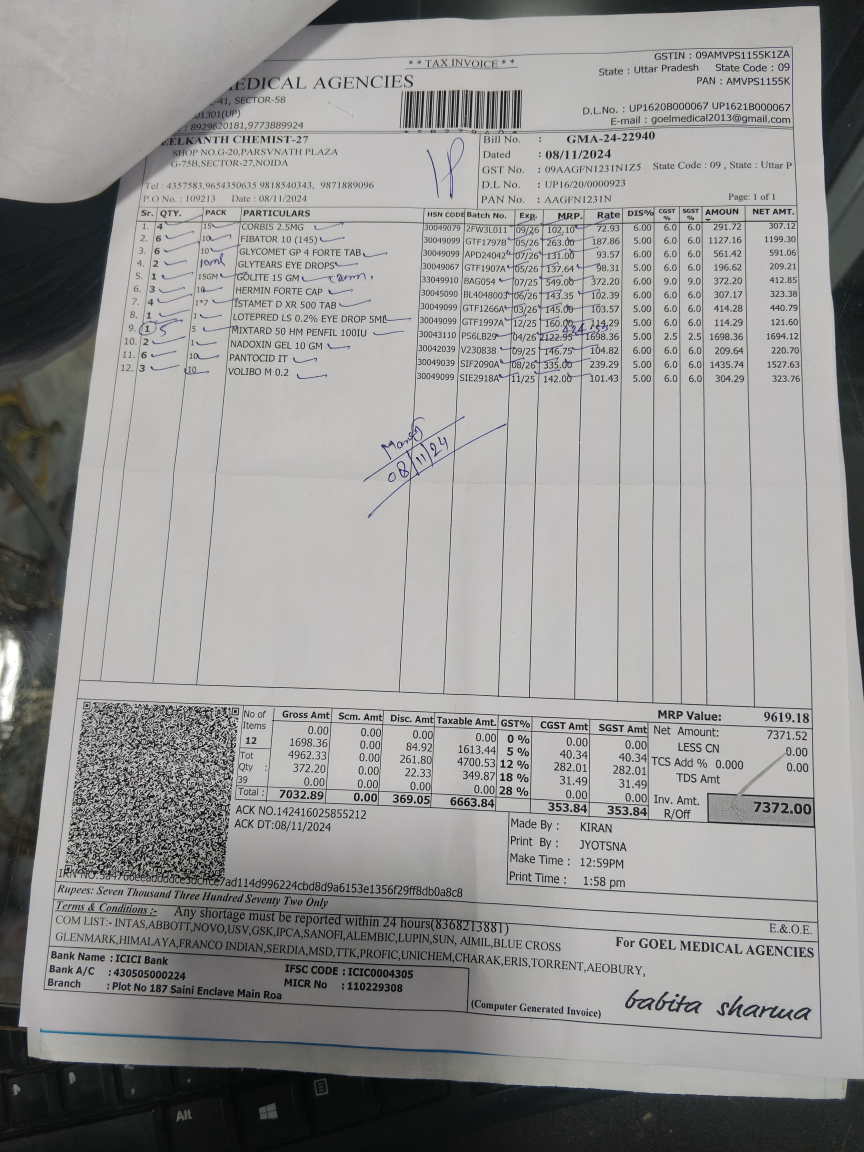 ** TAX INVOICE **
GSTIN : 09AMVPS1155K1ZA
State : Uttar Pradesh State Code : 09
PAN : AMVPS1155K
MEDICAL AGENCIES
-41, SECTOR-58
01301(UP)
: 8929620181,9773889924
D.L.No. : UP1620B000067 UP1621B000067
E-mail : goelmedical2013@gmail.com
EELKANTH CHEMIST-27
SHOP NO.G-20,PARSVNATH PLAZA
G-75B,SECTOR-27,NOIDA
Tel : 4357583,9654350635 9818540343, 9871889096
P.O No. : 109213 Date : 08/11/2024
Bill No. : GMA-24-22940
Dated : 08/11/2024
GST No. : 09AAGFN1231N1Z5 State Code : 09 , State : Uttar P
D.L No. : UP16/20/0000923
PAN No. : AAGFN1231N Page: 1 of 1
Sr. QTY. PACK PARTICULARS HSN CODE Batch No. Exp. MRP. Rate DIS% CGST% SGST% AMOUN NET AMT.
1. 4 15 CORBIS 2.5MG 30049079 2FW3L011 09/26 102.10 72.93 6.00 6.0 6.0 291.72 307.12
2. 6 10 FIBATOR 10 (145) 30049099 GTF1797B 05/26 263.00 187.86 5.00 6.0 6.0 1127.16 1199.30
3. 6 10 GLYCOMET GP 4 FORTE TAB 30049099 APD24042 07/26 131.00 93.57 6.00 6.0 6.0 561.42 591.06
4. 2 10ml GLYTEARS EYE DROPS 30049067 GTF1907A 05/26 137.64 98.31 5.00 6.0 6.0 196.62 209.21
5. 1 15GM GOLITE 15 GM 33049910 BAG054 07/25 549.00 372.20 6.00 9.0 9.0 372.20 412.85
6. 3 10 HERMIN FORTE CAP 30045090 BL4048003 06/26 143.35 102.39 6.00 6.0 6.0 307.17 323.38
7. 4 1*7 ISTAMET D XR 500 TAB 30049099 GTF1266A 03/26 145.00 103.57 5.00 6.0 6.0 414.28 440.79
8. 1 1 LOTEPRED LS 0.2% EYE DROP 5ML 30049099 GTF1997A 12/25 160.00 114.29 5.00 6.0 6.0 114.29 121.60
9. 1 5 5 MIXTARD 50 HM PENFIL 100IU 30043110 PS6LB29 04/26 2122.95 1698.36 5.00 2.5 2.5 1698.36 1694.12
10. 2 1 NADOXIN GEL 10 GM 30042039 V230838 09/25 146.75 104.82 6.00 6.0 6.0 209.64 220.70
11. 6 10 PANTOCID IT 30049039 SIF2090A 08/26 335.00 239.29 5.00 6.0 6.0 1435.74 1527.63
12. 3 10 VOLIBO M 0.2 30049099 SIE2918A 11/25 142.00 101.43 5.00 6.0 6.0 304.29 323.76
08/11/24
No of Items 12 Tot Qty : 39
Gross Amt Scm. Amt Disc. Amt Taxable Amt. GST% CGST Amt SGST Amt
0.00 0.00 0.00 0.00 0 % 0.00 0.00
1698.36 0.00 84.92 1613.44 5 % 40.34 40.34
4962.33 0.00 261.80 4700.53 12 % 282.01 282.01
372.20 0.00 22.33 349.87 18 % 31.49 31.49
0.00 0.00 0.00 0.00 28 % 0.00 0.00
Total : 7032.89 0.00 369.05 6663.84 353.84 353.84
MRP Value: 9619.18
Net Amount: 7371.52
LESS CN 0.00
TCS Add % 0.000 0.00
TDS Amt
Inv. Amt. R/Off 7372.00
ACK NO.142416025855212
ACK DT:08/11/2024
Made By : KIRAN
Print By : JYOTSNA
Make Time : 12:59PM
Print Time : 1:58 pm
Rupees: Seven Thousand Three Hundred Seventy Two Only
Terms & Conditions :- Any shortage must be reported within 24 hours(8368213881)
E.&O.E.
COM LIST:- INTAS,ABBOTT,NOVO,USV,GSK,IPCA,SANOFI,ALEMBIC,LUPIN,SUN, AIMIL,BLUE CROSS
GLENMARK,HIMALAYA,FRANCO INDIAN,SERDIA,MSD,TTK,PROFIC,UNICHEM,CHARAK,ERIS,TORRENT,AEOBURY,
For GOEL MEDICAL AGENCIES
Bank Name : ICICI Bank
Bank A/C : 430505000224 IFSC CODE : ICIC0004305
Branch : Plot No 187 Saini Enclave Main Roa MICR No : 110229308
(Computer Generated Invoice)
babita sharma
Alt